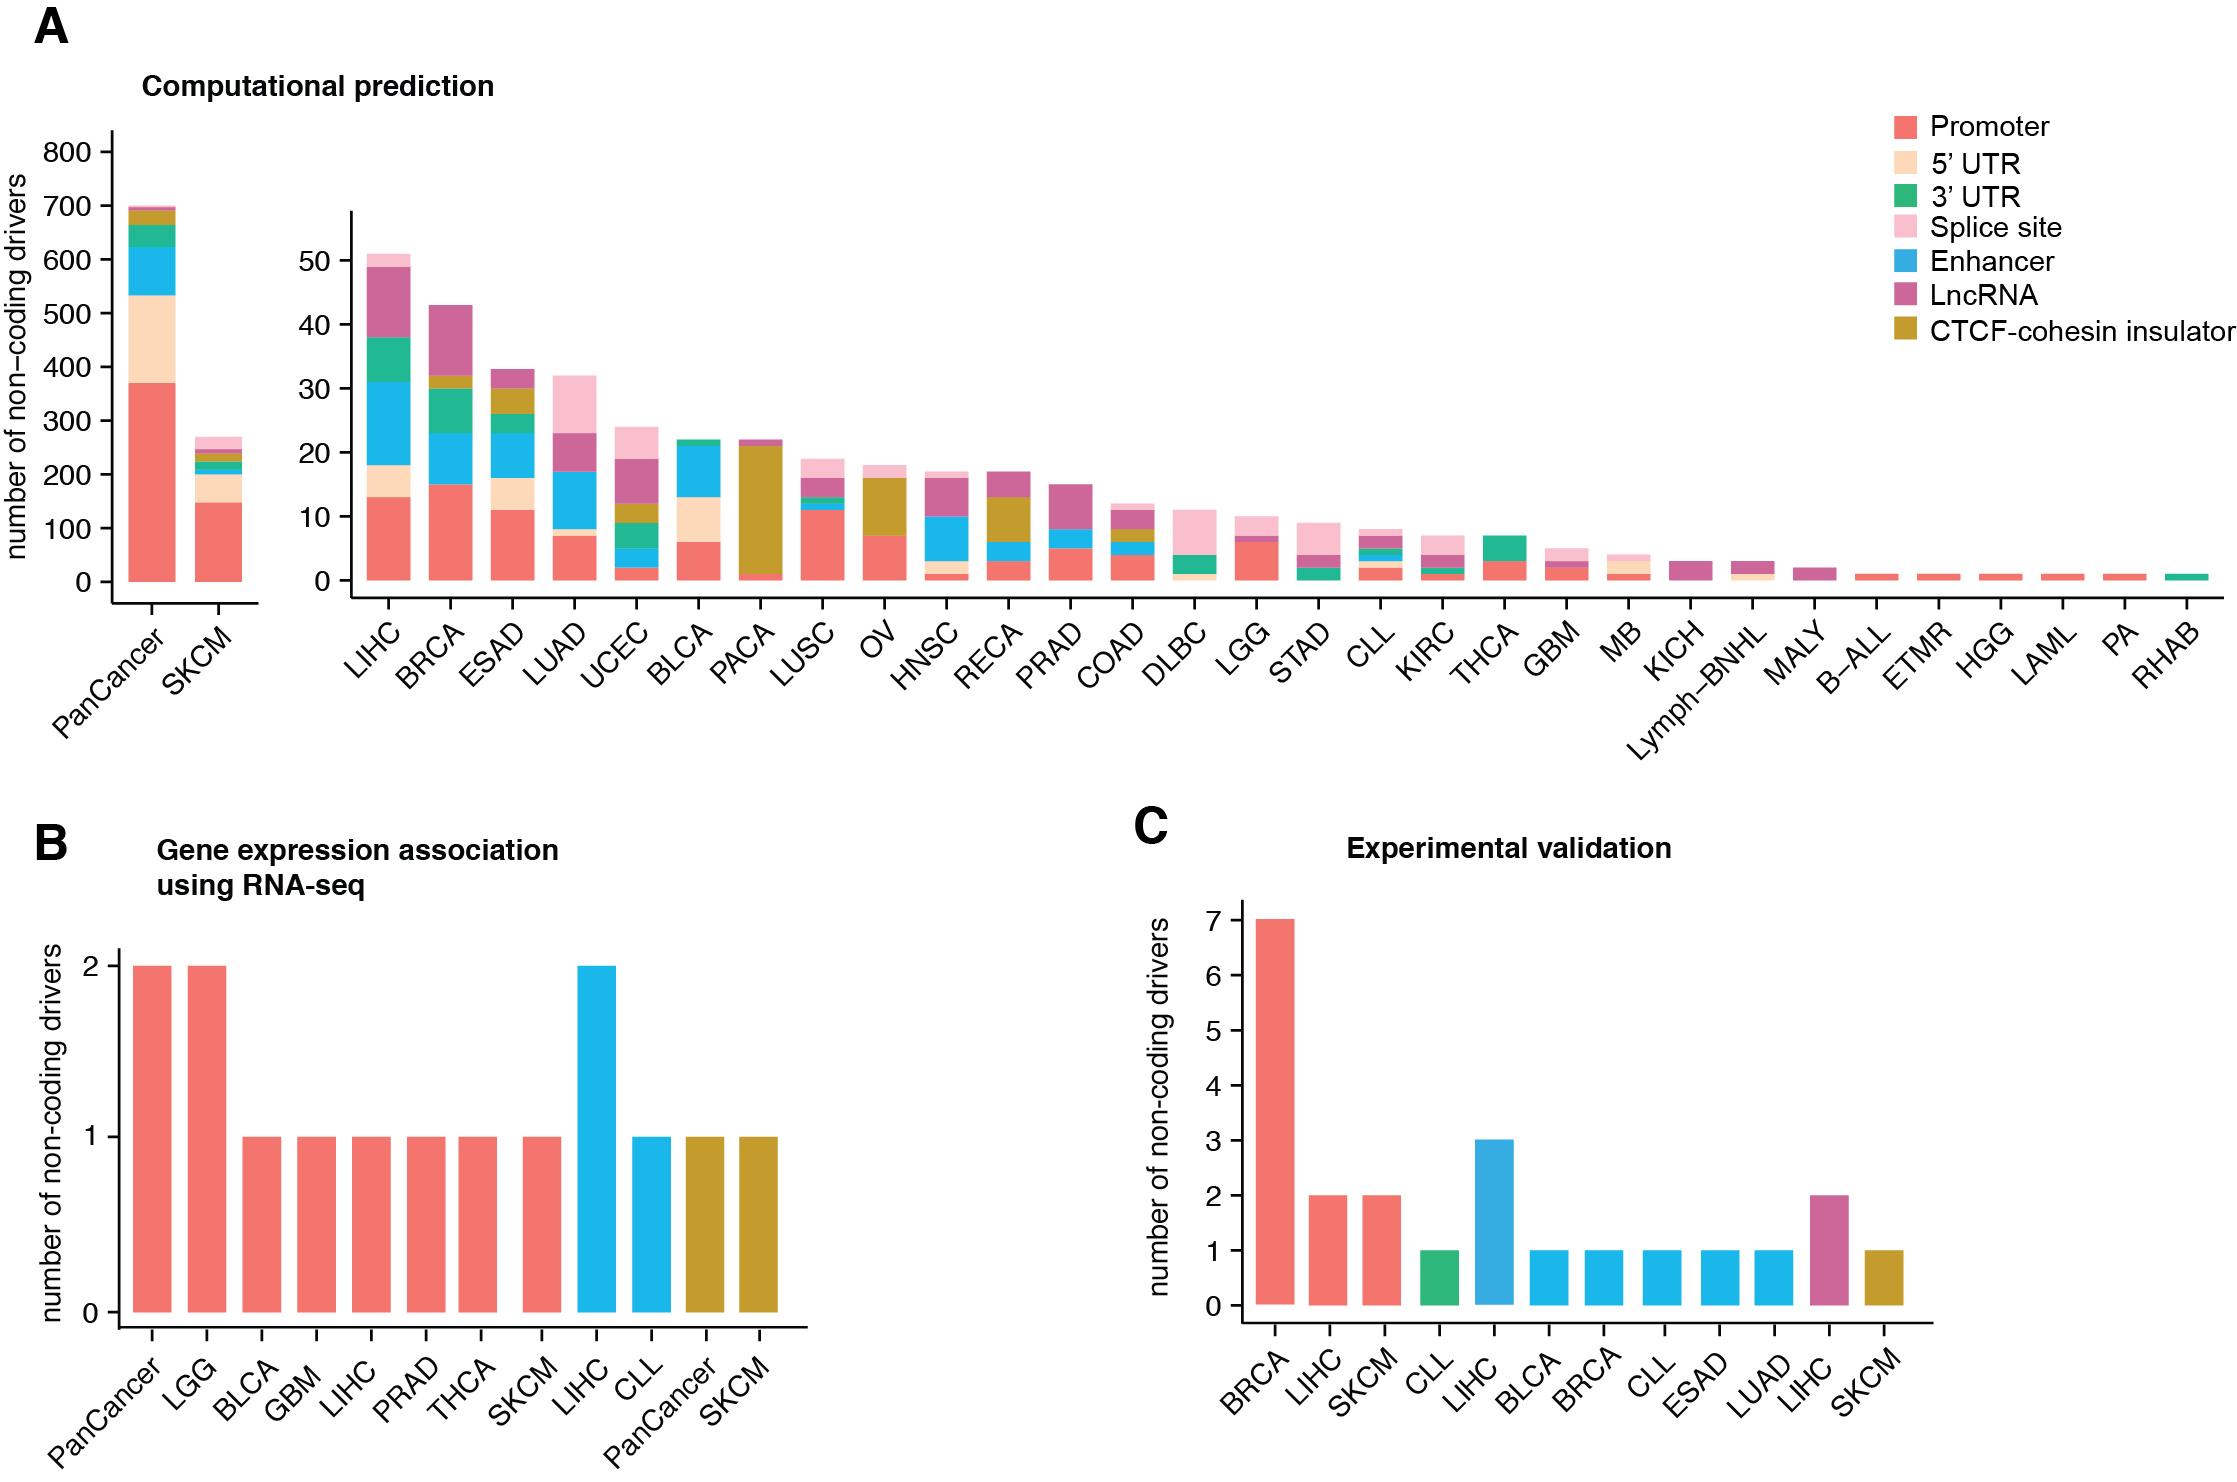 A
Computational prediction
number of non–coding drivers
800
700
600
500
400
300
200
100
0
PanCancer
SKCM
50
40
30
20
10
0
LIHC
BRCA
ESAD
LUAD
UCEC
BLCA
PACA
LUSC
OV
HNSC
RECA
PRAD
COAD
DLBC
LGG
STAD
CLL
KIRC
THCA
GBM
MB
KICH
Lymph–BNHL
MALY
B–ALL
ETMR
HGG
LAML
PA
RHAB
Promoter
5’ UTR
3’ UTR
Splice site
Enhancer
LncRNA
CTCF-cohesin insulator
B
Gene expression association
using RNA-seq
number of non-coding drivers
2
1
0
PanCancer
LGG
BLCA
GBM
LIHC
PRAD
THCA
SKCM
LIHC
CLL
PanCancer
SKCM
C
Experimental validation
number of non-coding drivers
7
6
5
4
3
2
1
0
BRCA
LIHC
SKCM
CLL
LIHC
BLCA
BRCA
CLL
ESAD
LUAD
LIHC
SKCM